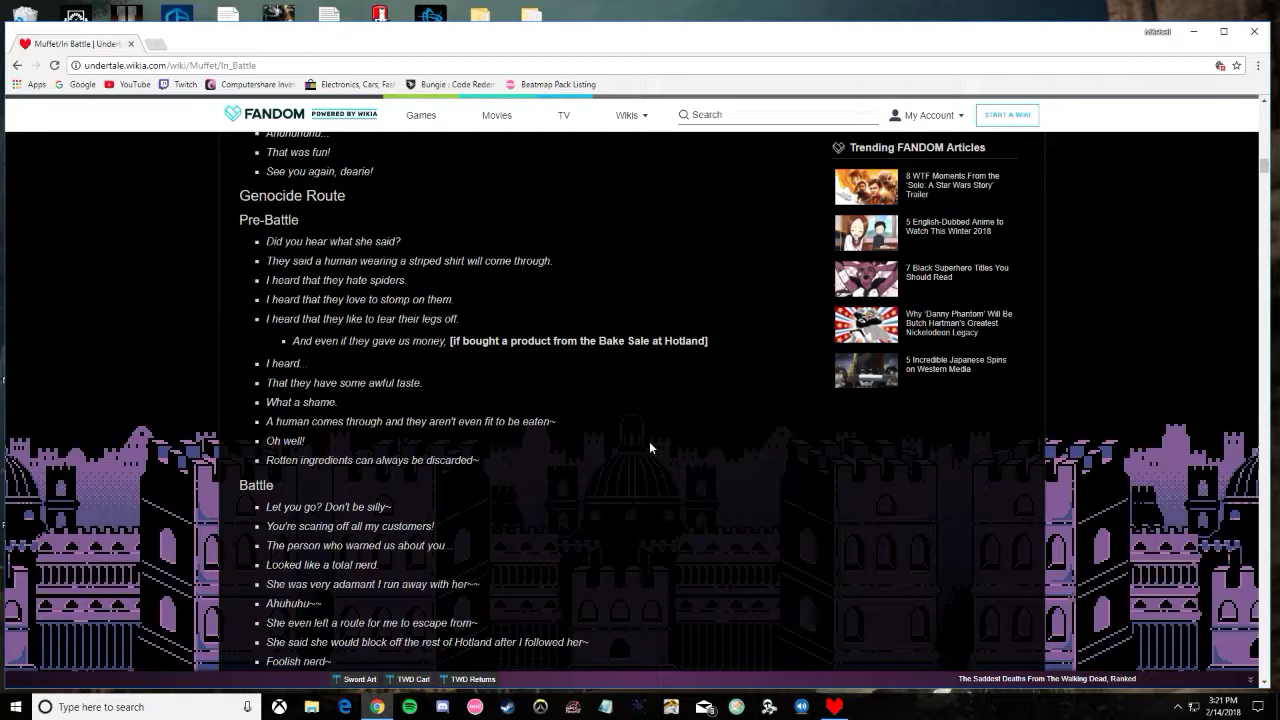 Muffet/In Battle | Undert
Mitchell
undertale.wikia.com/wiki/Muffet/In_Battle
Apps Google YouTube Twitch Computershare Inves Electronics, Cars, Fas Bungie : Code Redem Beatmap Pack Listing
FANDOM POWERED BY WIKIA Games Movies TV Wikis Search My Account START A WIKI
Ahuhuhu...
That was fun!
See you again, dearie!
Genocide Route
Pre-Battle
Did you hear what she said?
They said a human wearing a striped shirt will come through.
I heard that they hate spiders.
I heard that they love to stomp on them.
I heard that they like to tear their legs off.
And even if they gave us money, [if bought a product from the Bake Sale at Hotland]
I heard...
That they have some awful taste.
What a shame.
A human comes through and they aren't even fit to be eaten~
Oh well!
Rotten ingredients can always be discarded~
Battle
Let you go? Don't be silly~
You're scaring off all my customers!
The person who warned us about you...
Looked like a total nerd.
She was very adamant I run away with her~~
Ahuhuhu~~
She even left a route for me to escape from~
She said she would block off the rest of Hotland after I followed her~
Foolish nerd~
Trending FANDOM Articles
8 WTF Moments From the
'Solo: A Star Wars Story'
Trailer
5 English-Dubbed Anime to
Watch This Winter 2018
7 Black Superhero Titles You
Should Read
Why 'Danny Phantom' Will Be
Butch Hartman's Greatest
Nickelodeon Legacy
5 Incredible Japanese Spins
on Western Media
Sword Art TWD Carl TWD Returns The Saddest Deaths From The Walking Dead, Ranked
Type here to search
3:21 PM
2/14/2018